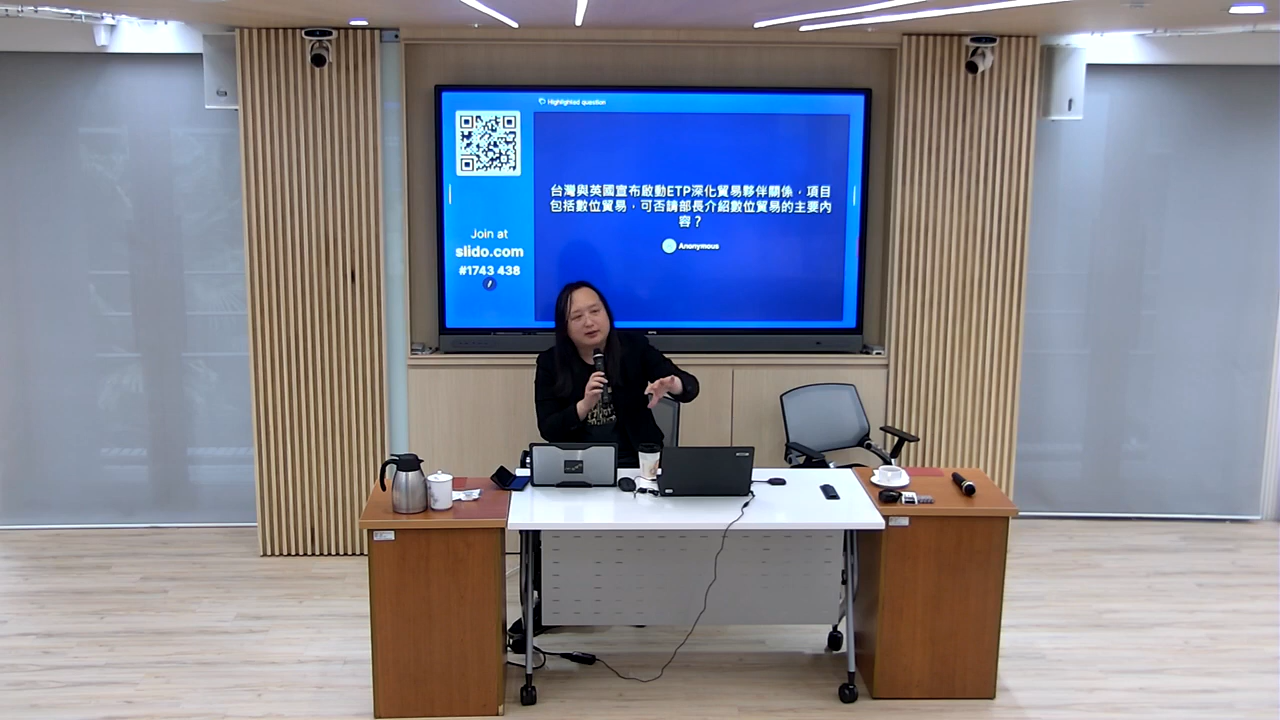 Highlighted question
台灣與英國宣布啟動ETP深化貿易夥伴關係，項目
包括數位貿易，可否請部長介紹數位貿易的主要內
容？
Anonymous
Join at
slido.com
#1743 438